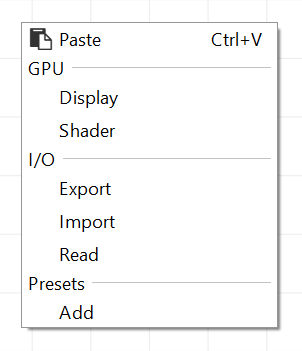 Paste Ctrl+V
GPU
Display
Shader
I/O
Export
Import
Read
Presets
Add